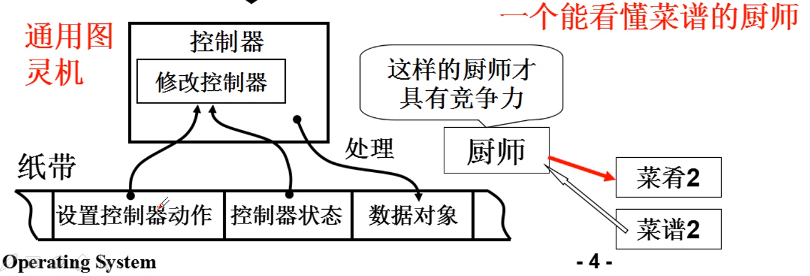 一个能看懂菜谱的厨师
通用图
灵机
控制器
修改控制器
这样的厨师才
具有竞争力
处理
厨师
纸带
菜肴2
设置控制器动作
控制器状态
数据对象
菜谱2
Operating System
- 4 -